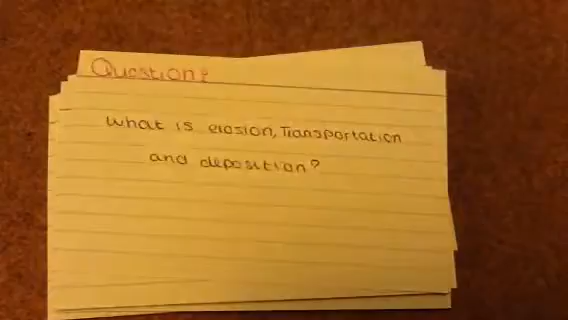 Question?
What is erosion, Transportation
and deposition?